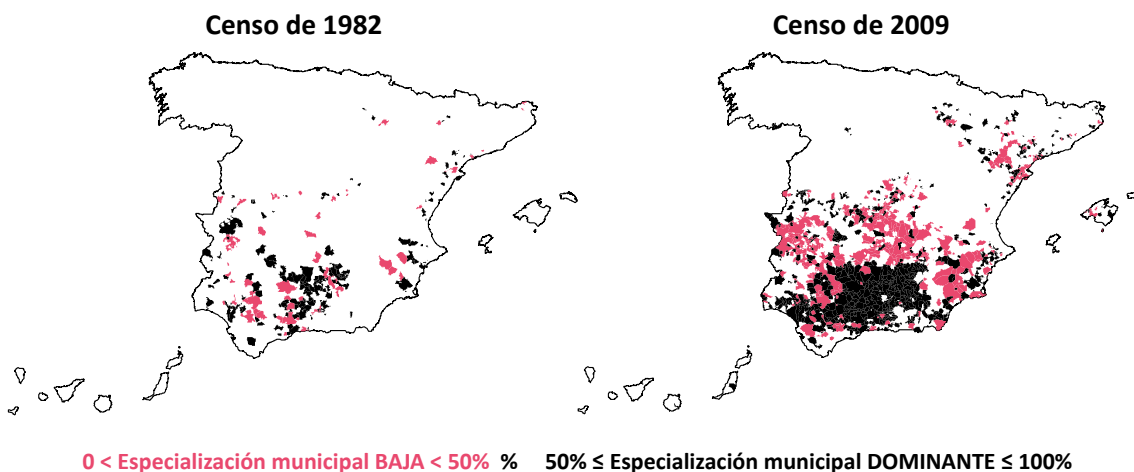 Censo de 1982
Censo de 2009
0 < Especialización municipal BAJA < 50% % 50% ≤ Especialización municipal DOMINANTE ≤ 100%